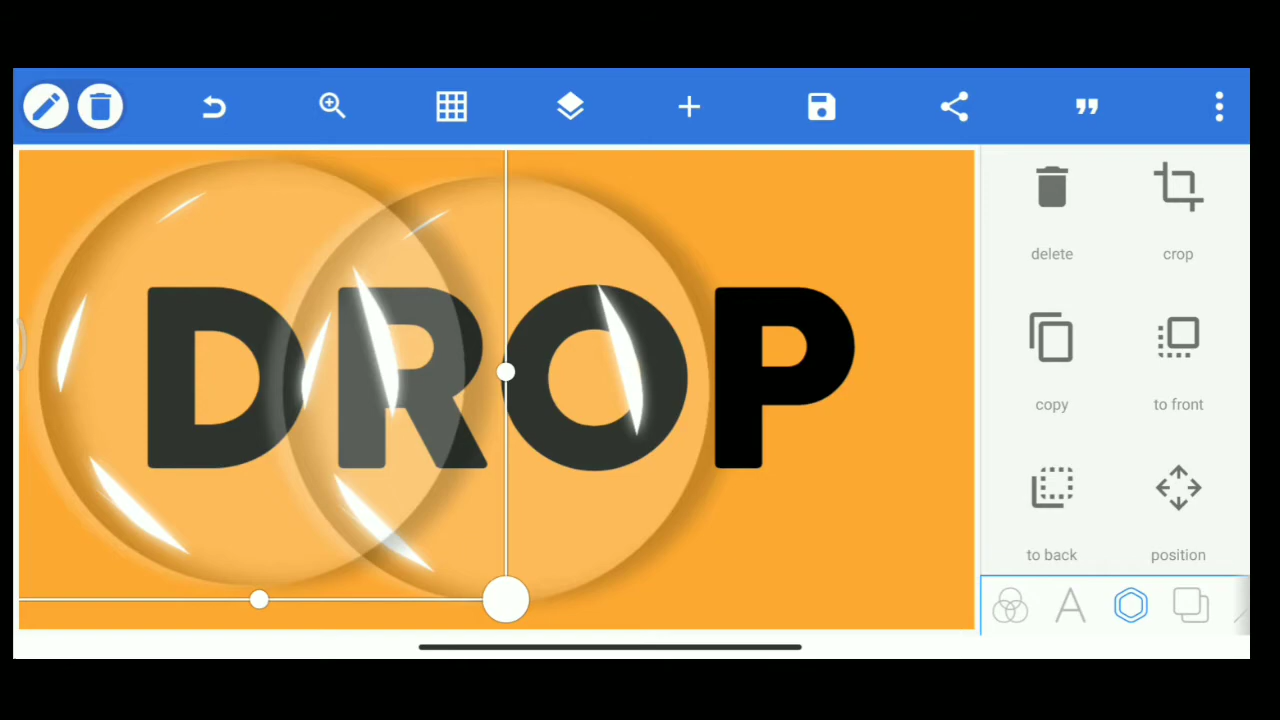 DROP
delete
crop
copy
to front
to back
position